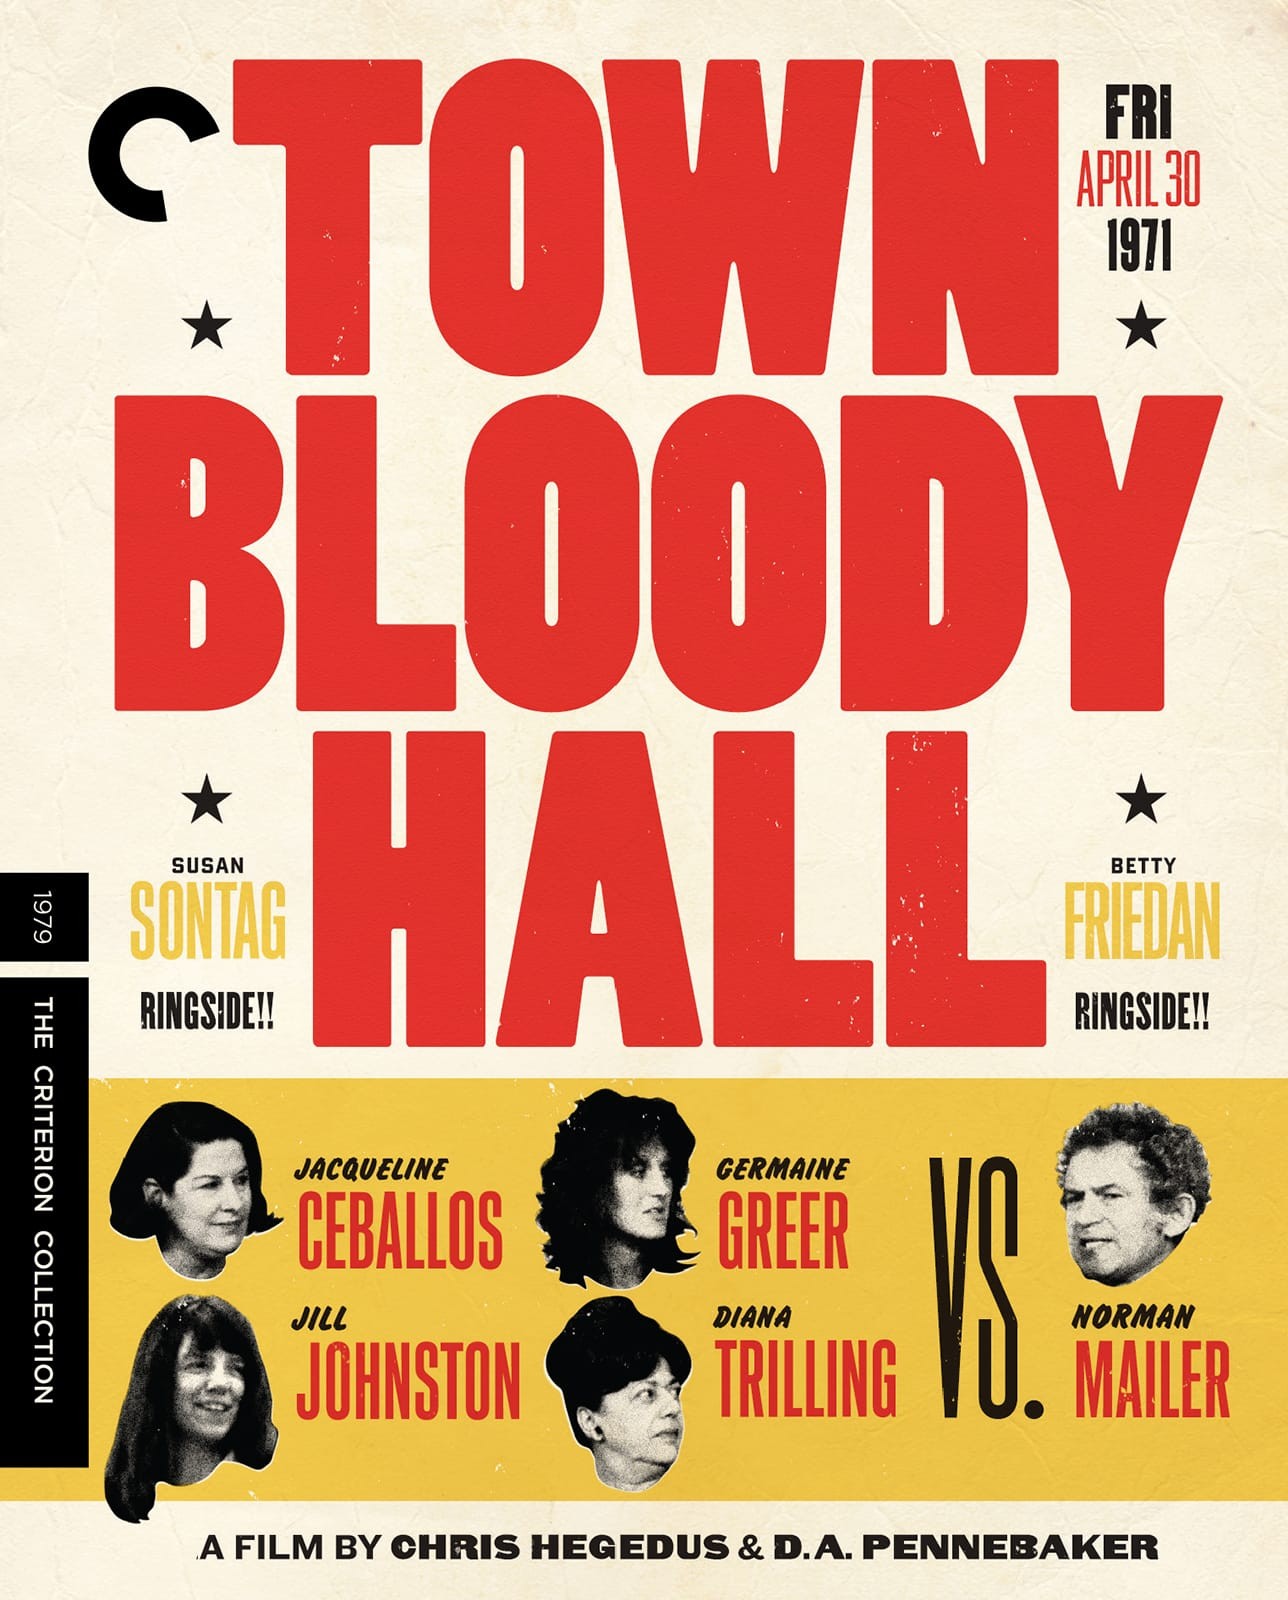 TOWN
FRI
APRIL 30
1971
BLOODY
HALL
SUSAN
SONTAG
RINGSIDE!!
BETTY
FRIEDAN
RINGSIDE!!
1979
THE CRITERION COLLECTION
JACQUELINE
CEBALLOS
GERMAINE
GREER
JILL
JOHNSTON
DIANA
TRILLING
VS.
NORMAN
MAILER
A FILM BY CHRIS HEGEDUS & D.A. PENNEBAKER